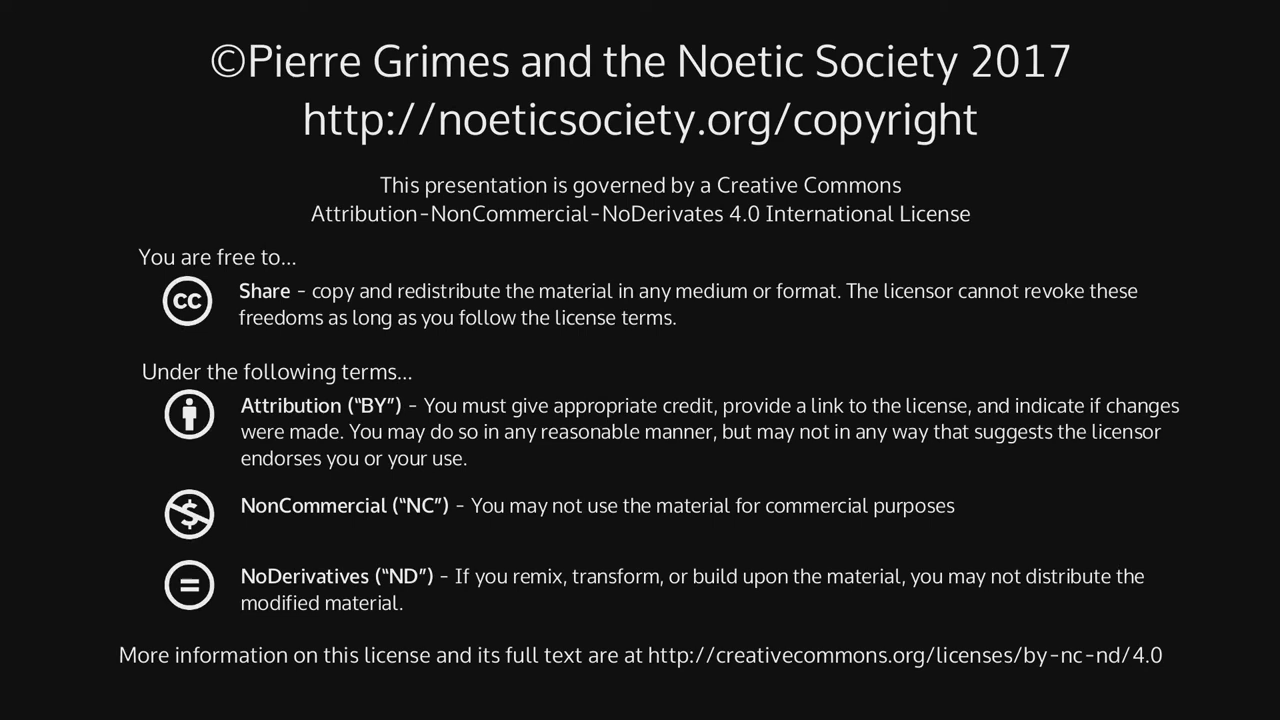 ©Pierre Grimes and the Noetic Society 2017
http://noeticsociety.org/copyright
This presentation is governed by a Creative Commons
Attribution-NonCommercial-NoDerivates 4.0 International License
You are free to...
cc
Share - copy and redistribute the material in any medium or format. The licensor cannot revoke these
freedoms as long as you follow the license terms.
Under the following terms...
Attribution (“BY”) - You must give appropriate credit, provide a link to the license, and indicate if changes
were made. You may do so in any reasonable manner, but may not in any way that suggests the licensor
endorses you or your use.
$
NonCommercial (“NC”) - You may not use the material for commercial purposes
=
NoDerivatives (“ND”) - If you remix, transform, or build upon the material, you may not distribute the
modified material.
More information on this license and its full text are at http://creativecommons.org/licenses/by-nc-nd/4.0